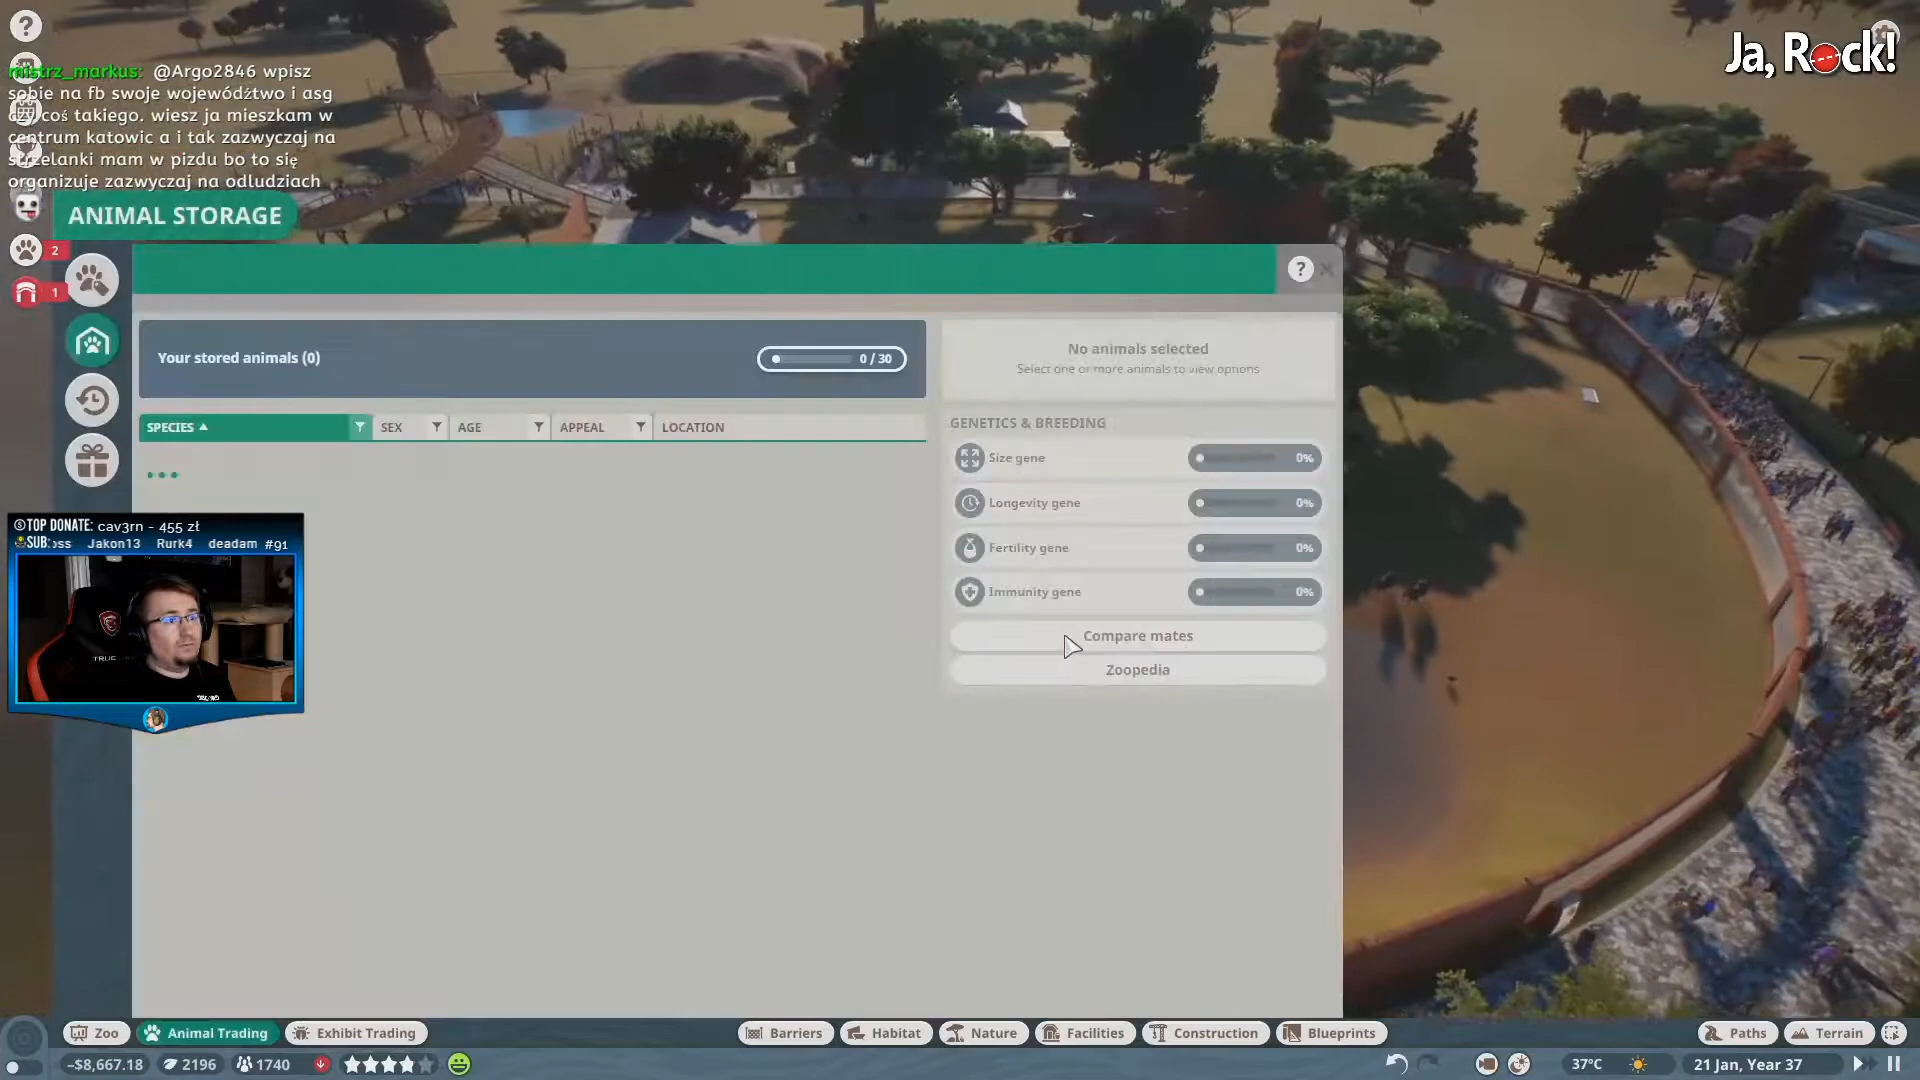 Ja, Rock!
mistrz_markus: @Argo2846 wpisz
sobie na fb swoje województwo i asg
czy coś takiego. wiesz ja mieszkam w
centrum katowic a i tak zazwyczaj na
strzelanki mam w pizdu bo to się
organizuje zazwyczaj na odludziach
ANIMAL STORAGE
2
1
?
Your stored animals (0)
0 / 30
No animals selected
Select one or more animals to view options
SPECIES
SEX
AGE
APPEAL
LOCATION
GENETICS & BREEDING
Size gene
0%
Longevity gene
0%
Fertility gene
0%
Immunity gene
0%
Compare mates
Zoopedia
TOP DONATE: cav3rn - 455 zł
SUB: oss Jakon13 Rurk4 deadam #91
Zoo
Animal Trading
Exhibit Trading
Barriers
Habitat
Nature
Facilities
Construction
Blueprints
Paths
Terrain
-$8,667.18
2196
1740
37°C
21 Jan, Year 37